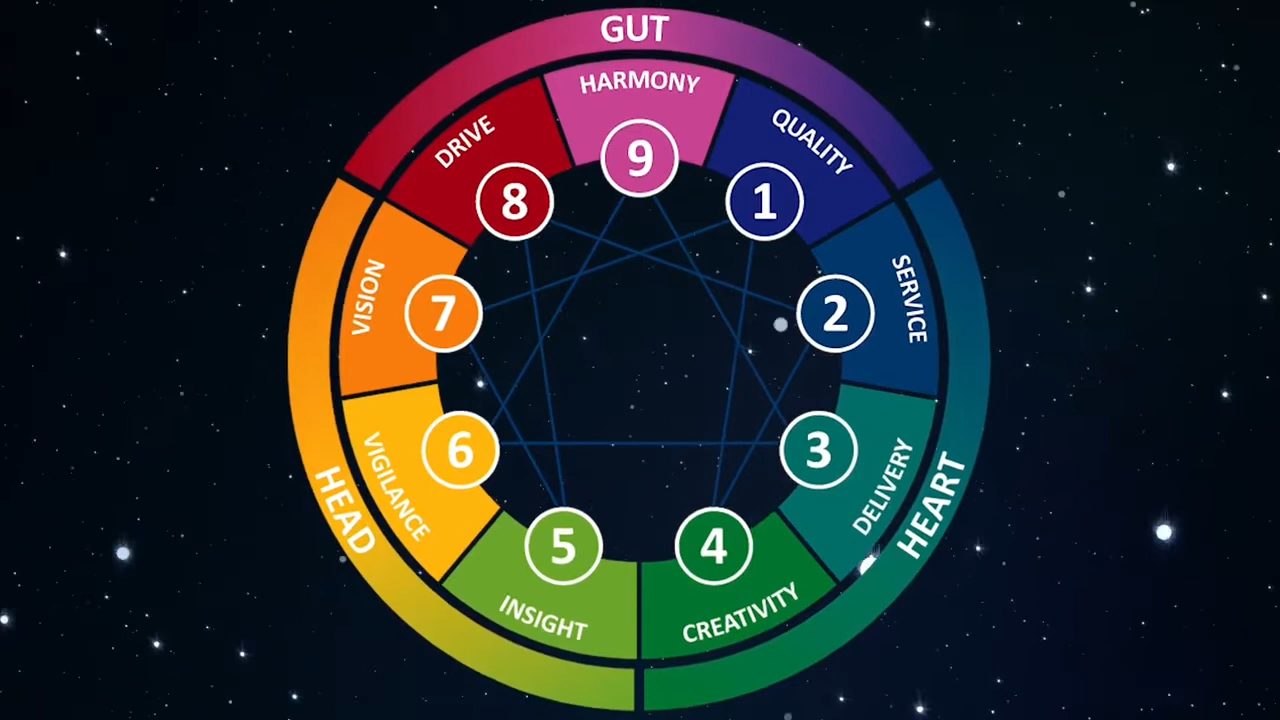 GUT
HARMONY
9
QUALITY
1
SERVICE
2
DELIVERY
3
HEART
CREATIVITY
4
INSIGHT
5
VIGILANCE
6
HEAD
VISION
7
DRIVE
8